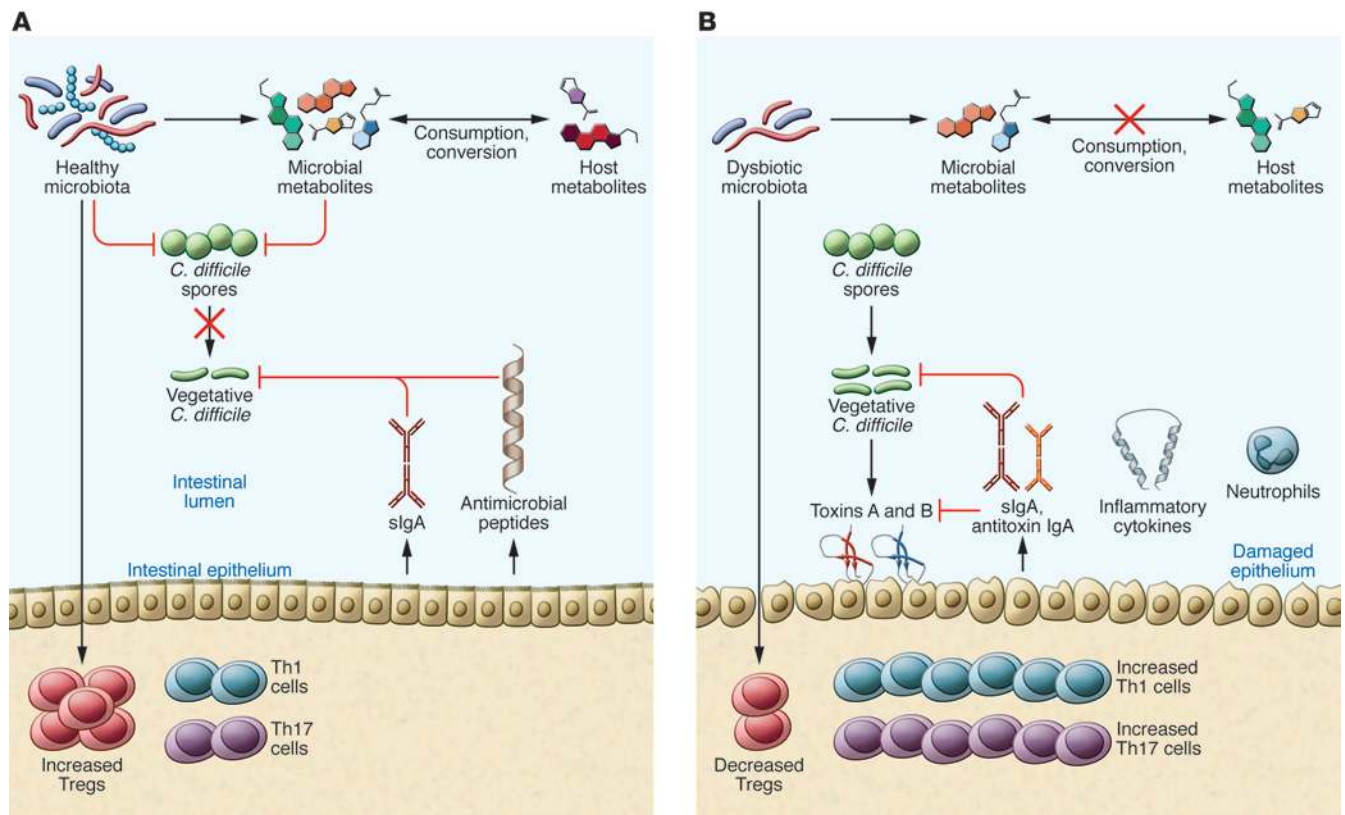 A
Healthy
microbiota
Microbial
metabolites
Consumption,
conversion
Host
metabolites
C. difficile
spores
Vegetative
C. difficile
Intestinal
lumen
sIgA
Antimicrobial
peptides
Intestinal epithelium
Th1
cells
Th17
cells
Increased
Tregs
B
Dysbiotic
microbiota
Microbial
metabolites
Consumption,
conversion
Host
metabolites
C. difficile
spores
Vegetative
C. difficile
Toxins A and B
sIgA,
antitoxin IgA
Inflammatory
cytokines
Neutrophils
Damaged
epithelium
Increased
Th1 cells
Increased
Th17 cells
Decreased
Tregs